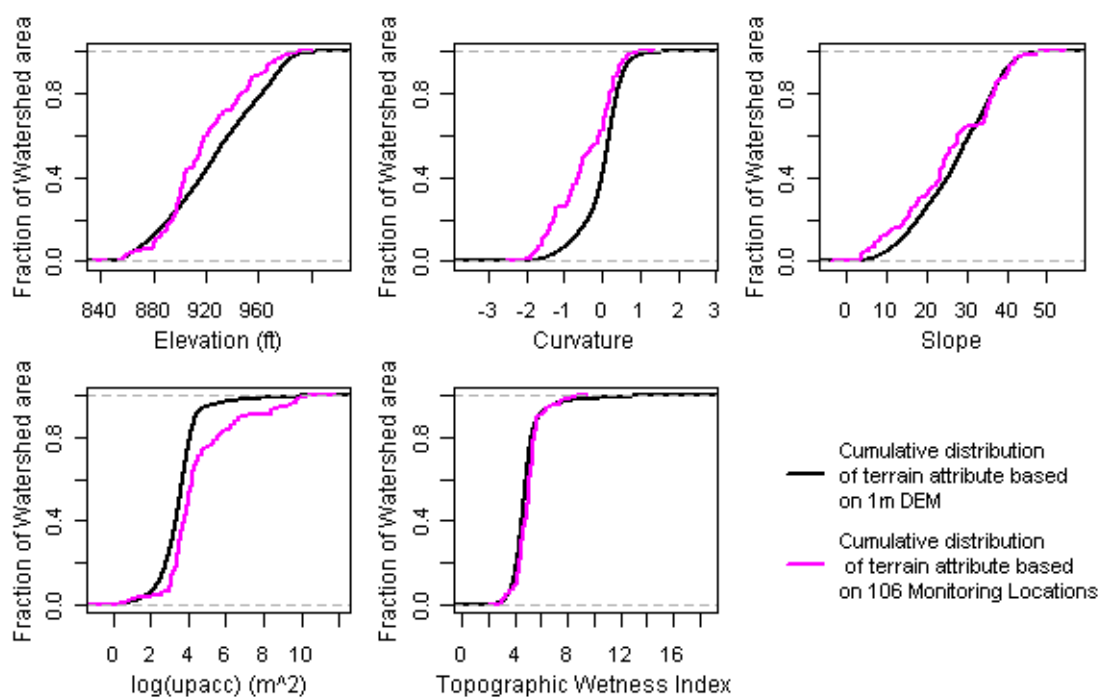 Fraction of Watershed area
0.0 0.4 0.8
840 880 920 960
Elevation (ft)
Fraction of Watershed area
0.0 0.4 0.8
-3 -2 -1 0 1 2 3
Curvature
Fraction of Watershed area
0.0 0.4 0.8
0 10 20 30 40 50
Slope
Fraction of Watershed area
0.0 0.4 0.8
0 2 4 6 8 10
log(upacc) (m^2)
Fraction of Watershed area
0.0 0.4 0.8
0 4 8 12 16
Topographic Wetness Index
Cumulative distribution
of terrain attribute based
on 1m DEM
Cumulative distribution
of terrain attribute based
on 106 Monitoring Locations